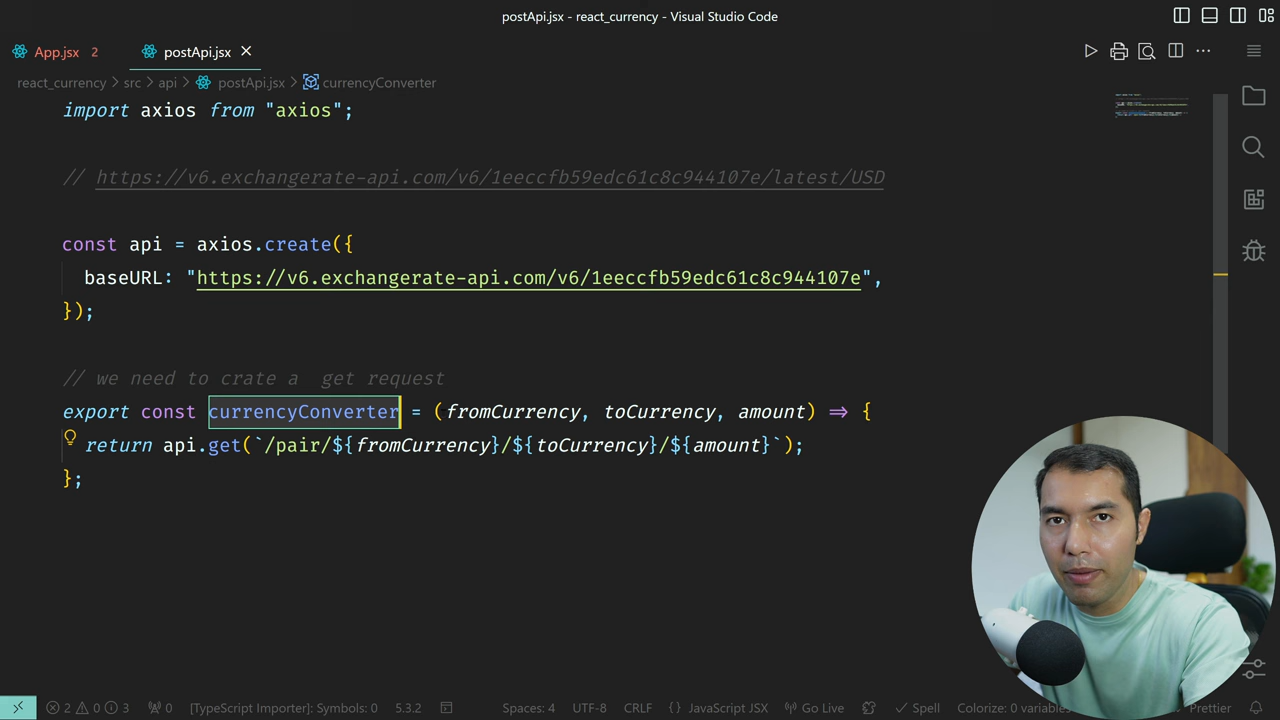 postApi.jsx - react_currency - Visual Studio Code
App.jsx 2 postApi.jsx
react_currency > src > api > postApi.jsx > currencyConverter
import axios from "axios";
// https://v6.exchangerate-api.com/v6/1eeccfb59edc61c8c944107e/latest/USD
const api = axios.create({
baseURL: "https://v6.exchangerate-api.com/v6/1eeccfb59edc61c8c944107e",
});
// we need to crate a  get request
export const currencyConverter = (fromCurrency, toCurrency, amount) => {
return api.get(`/pair/${fromCurrency}/${toCurrency}/${amount}`);
};
2 0 3 0 [TypeScript Importer]: Symbols: 0 5.3.2 Spaces: 4 UTF-8 CRLF {} JavaScript JSX Go Live Spell Colorize: 0 variables Prettier